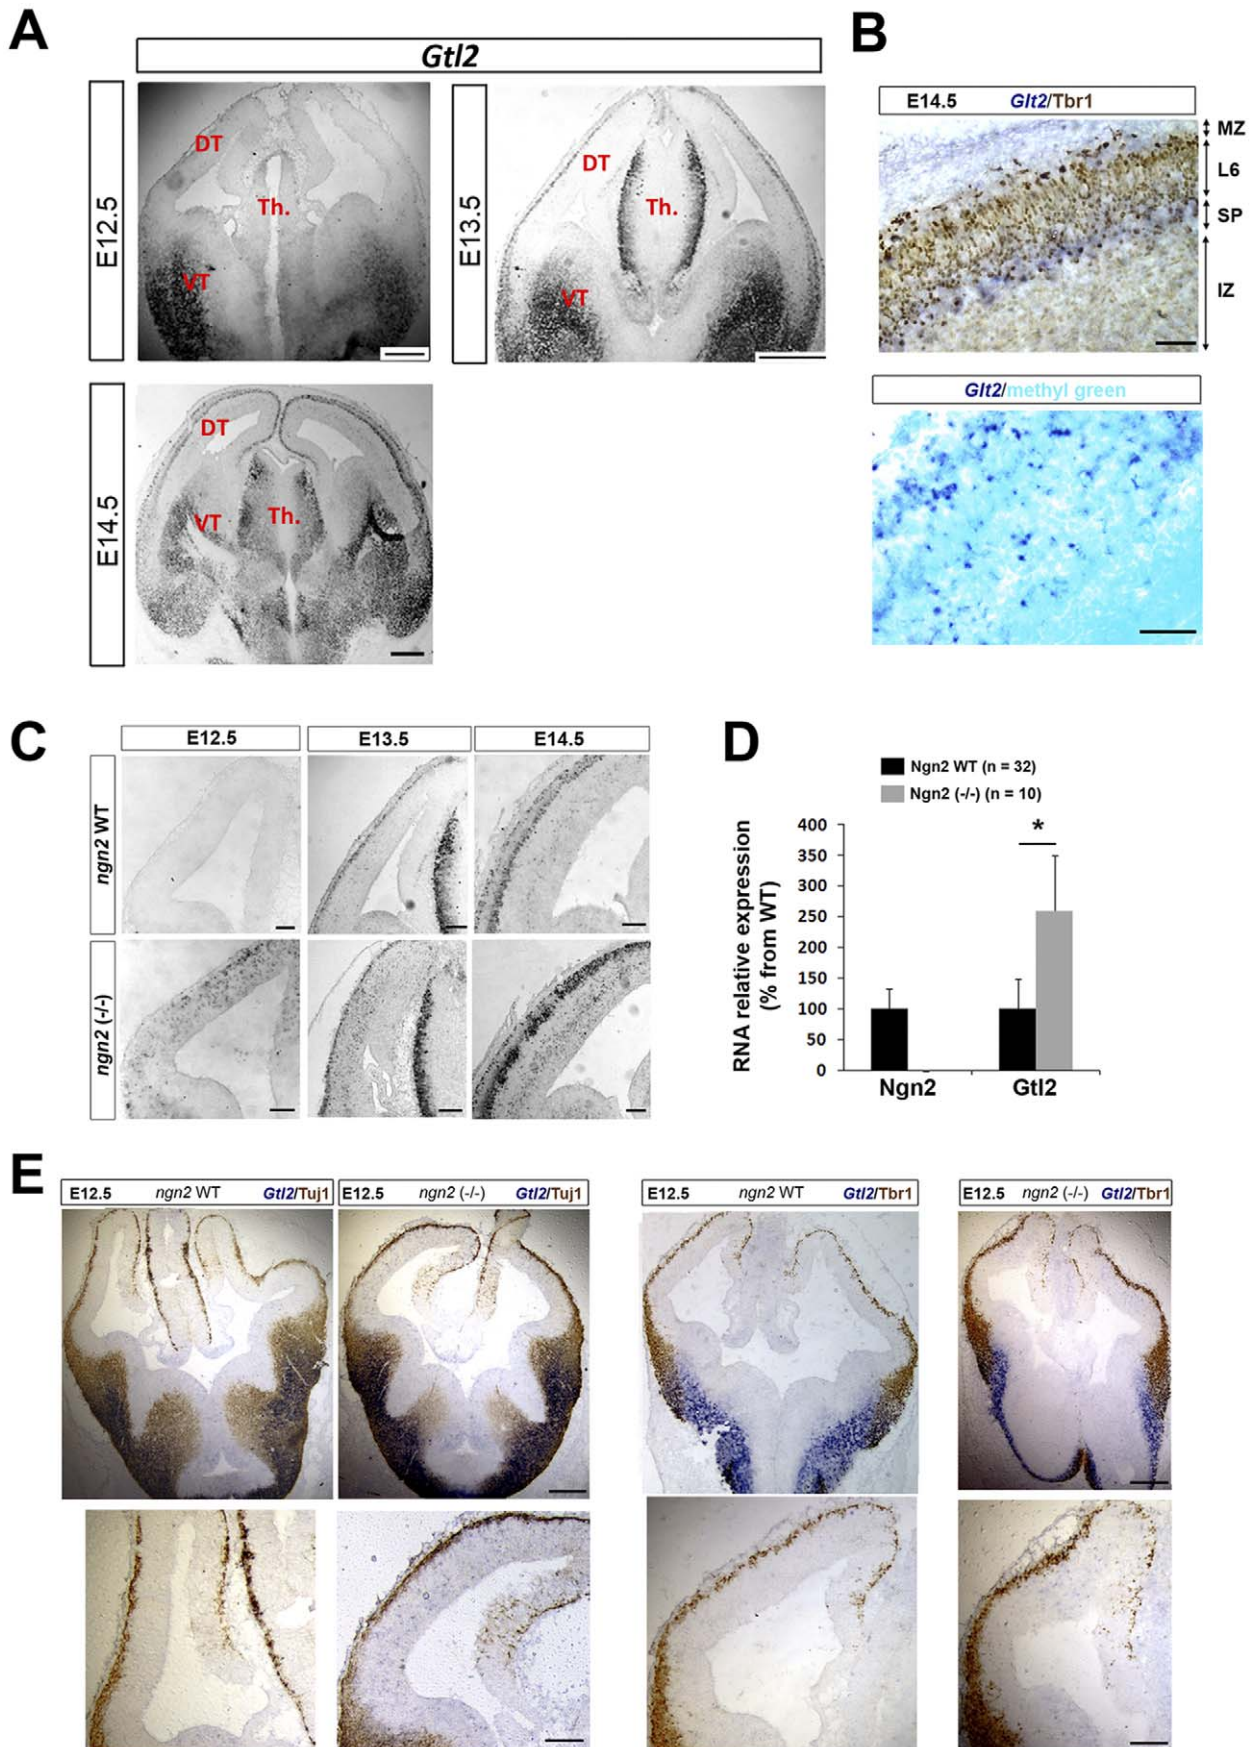 A
Gtl2
E12.5
DT
Th.
VT
E13.5
DT
Th.
VT
E14.5
DT
VT
Th.
B
E14.5 Glt2/Tbr1
MZ
L6
SP
IZ
Glt2/methyl green
C
E12.5 E13.5 E14.5
ngn2 WT
ngn2 (-/-)
D
Ngn2 WT (n = 32)
Ngn2 (-/-) (n = 10)
RNA relative expression
(% from WT)
400
350
300
250
200
150
100
50
0
*
Ngn2 Gtl2
E
E12.5 ngn2 WT Gtl2/Tuj1
E12.5 ngn2 (-/-) Gtl2/Tuj1
E12.5 ngn2 WT Gtl2/Tbr1
E12.5 ngn2 (-/-) Gtl2/Tbr1